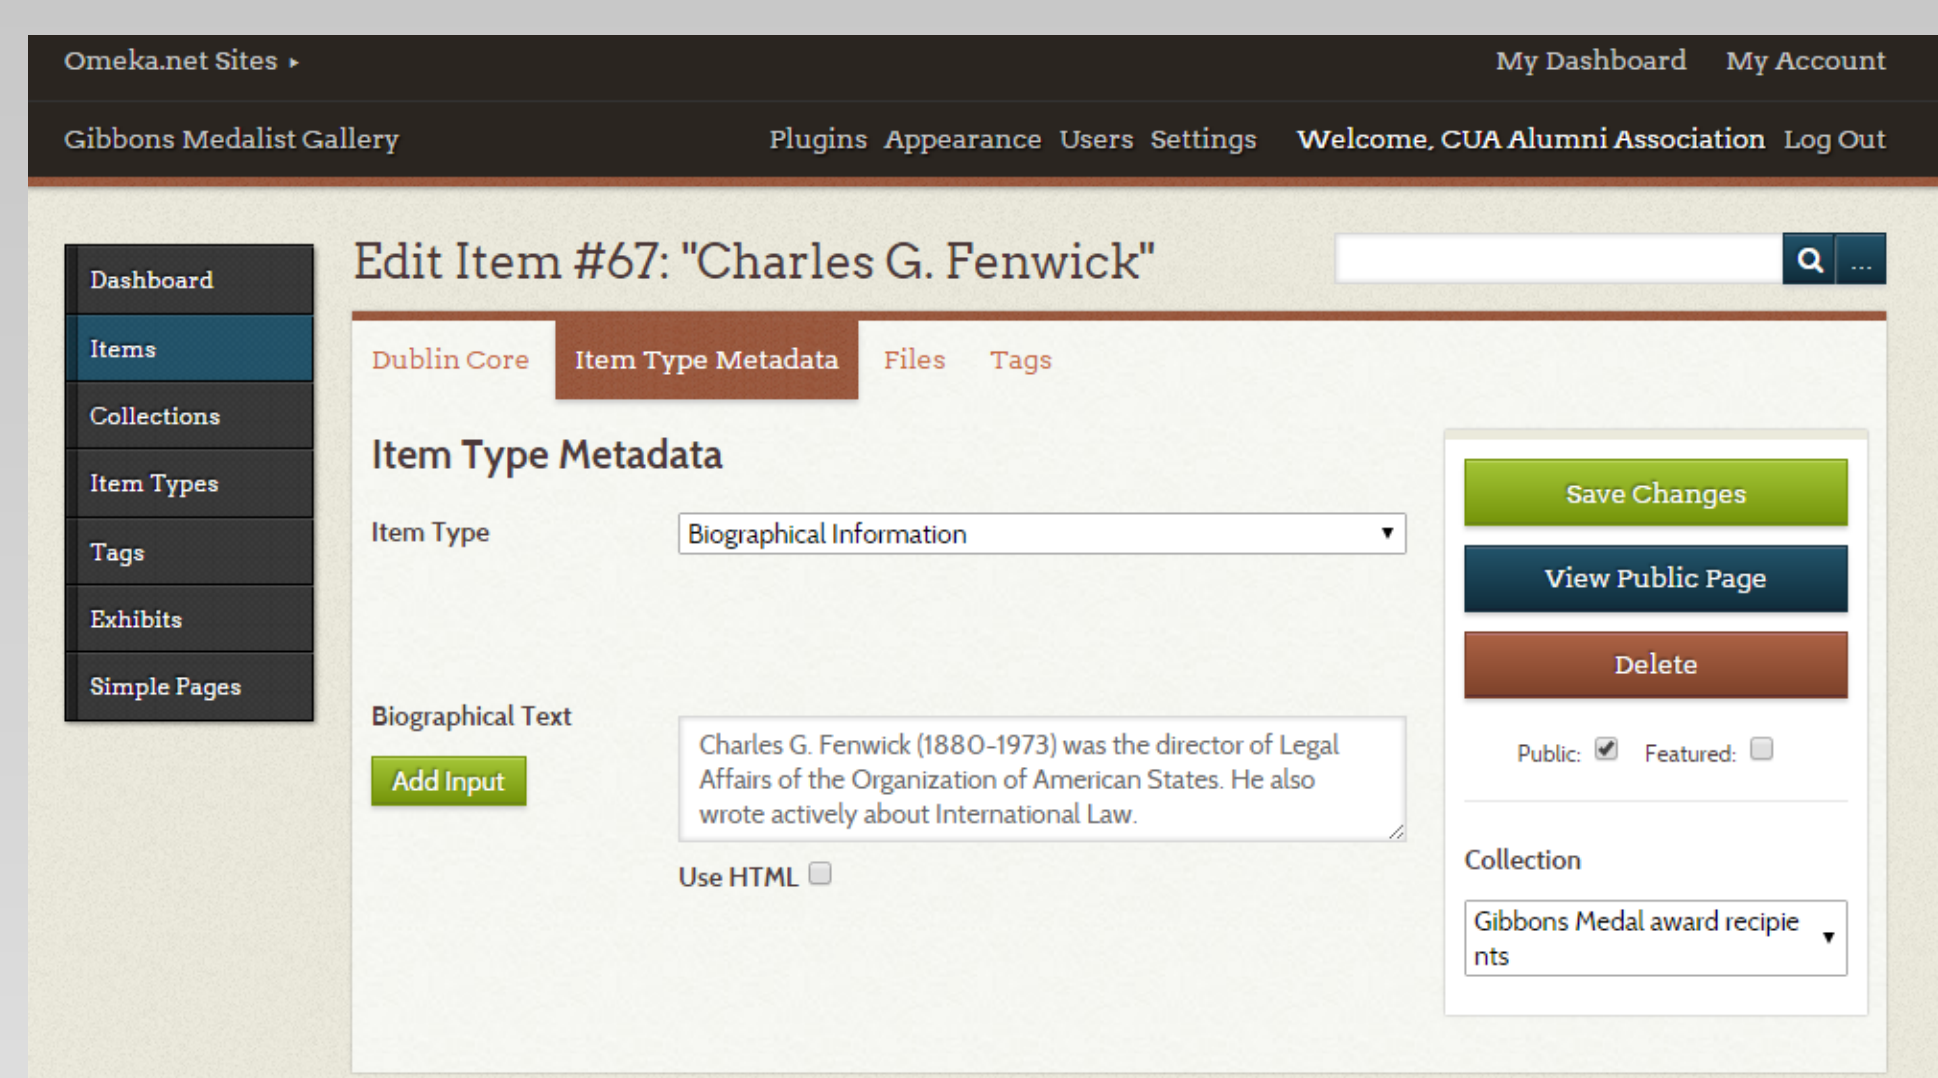 Omeka.net Sites ▸
My Dashboard My Account
Gibbons Medalist Gallery
Plugins Appearance Users Settings Welcome, CUA Alumni Association Log Out
Edit Item #67: "Charles G. Fenwick"
...
Dashboard
Items
Collections
Item Types
Tags
Exhibits
Simple Pages
Dublin Core Item Type Metadata Files Tags
Item Type Metadata
Item Type
Biographical Information
Biographical Text
Add Input
Charles G. Fenwick (1880-1973) was the director of Legal
Affairs of the Organization of American States. He also
wrote actively about International Law.
Use HTML
Save Changes
View Public Page
Delete
Public: Featured:
Collection
Gibbons Medal award recipie
nts